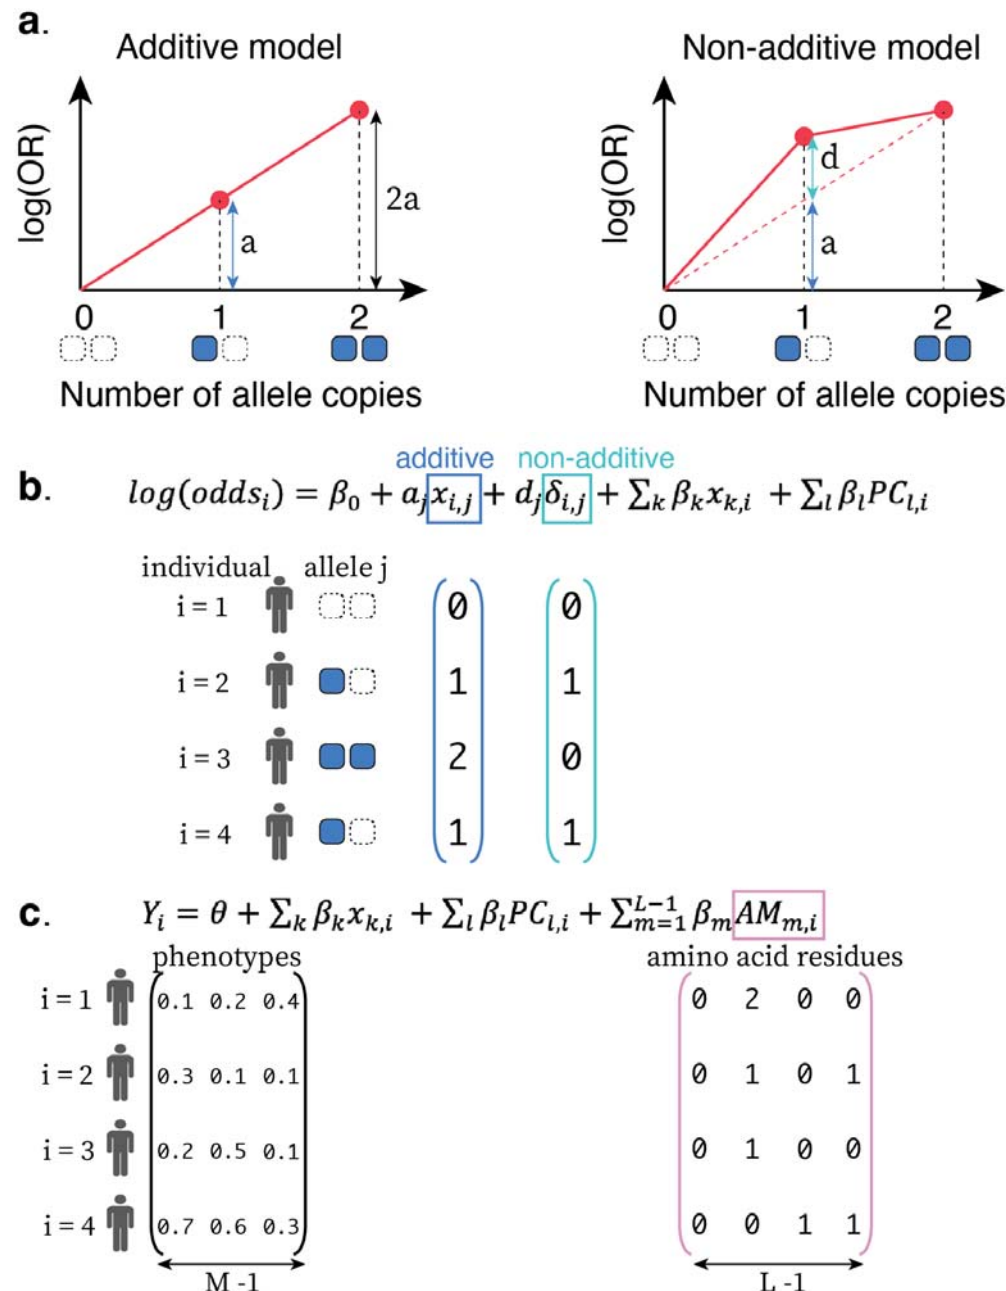 a.
Additive model
Non-additive model
log(OR)
2a
a
0 1 2
Number of allele copies
log(OR)
d
a
0 1 2
Number of allele copies
additive non-additive
b. log(odds_i) = β_0 + a_j x_{i,j} + d_j δ_{i,j} + ∑_k β_k x_{k,i} + ∑_l β_l PC_{l,i}
individual allele j
i = 1 0 0
i = 2 1 1
i = 3 2 0
i = 4 1 1
c. Y_i = θ + ∑_k β_k x_{k,i} + ∑_l β_l PC_{l,i} + ∑_{m=1}^{L-1} β_m AM_{m,i}
phenotypes amino acid residues
i = 1 0.1 0.2 0.4 0 2 0 0
i = 2 0.3 0.1 0.1 0 1 0 1
i = 3 0.2 0.5 0.1 0 1 0 0
i = 4 0.7 0.6 0.3 0 0 1 1
M -1 L -1